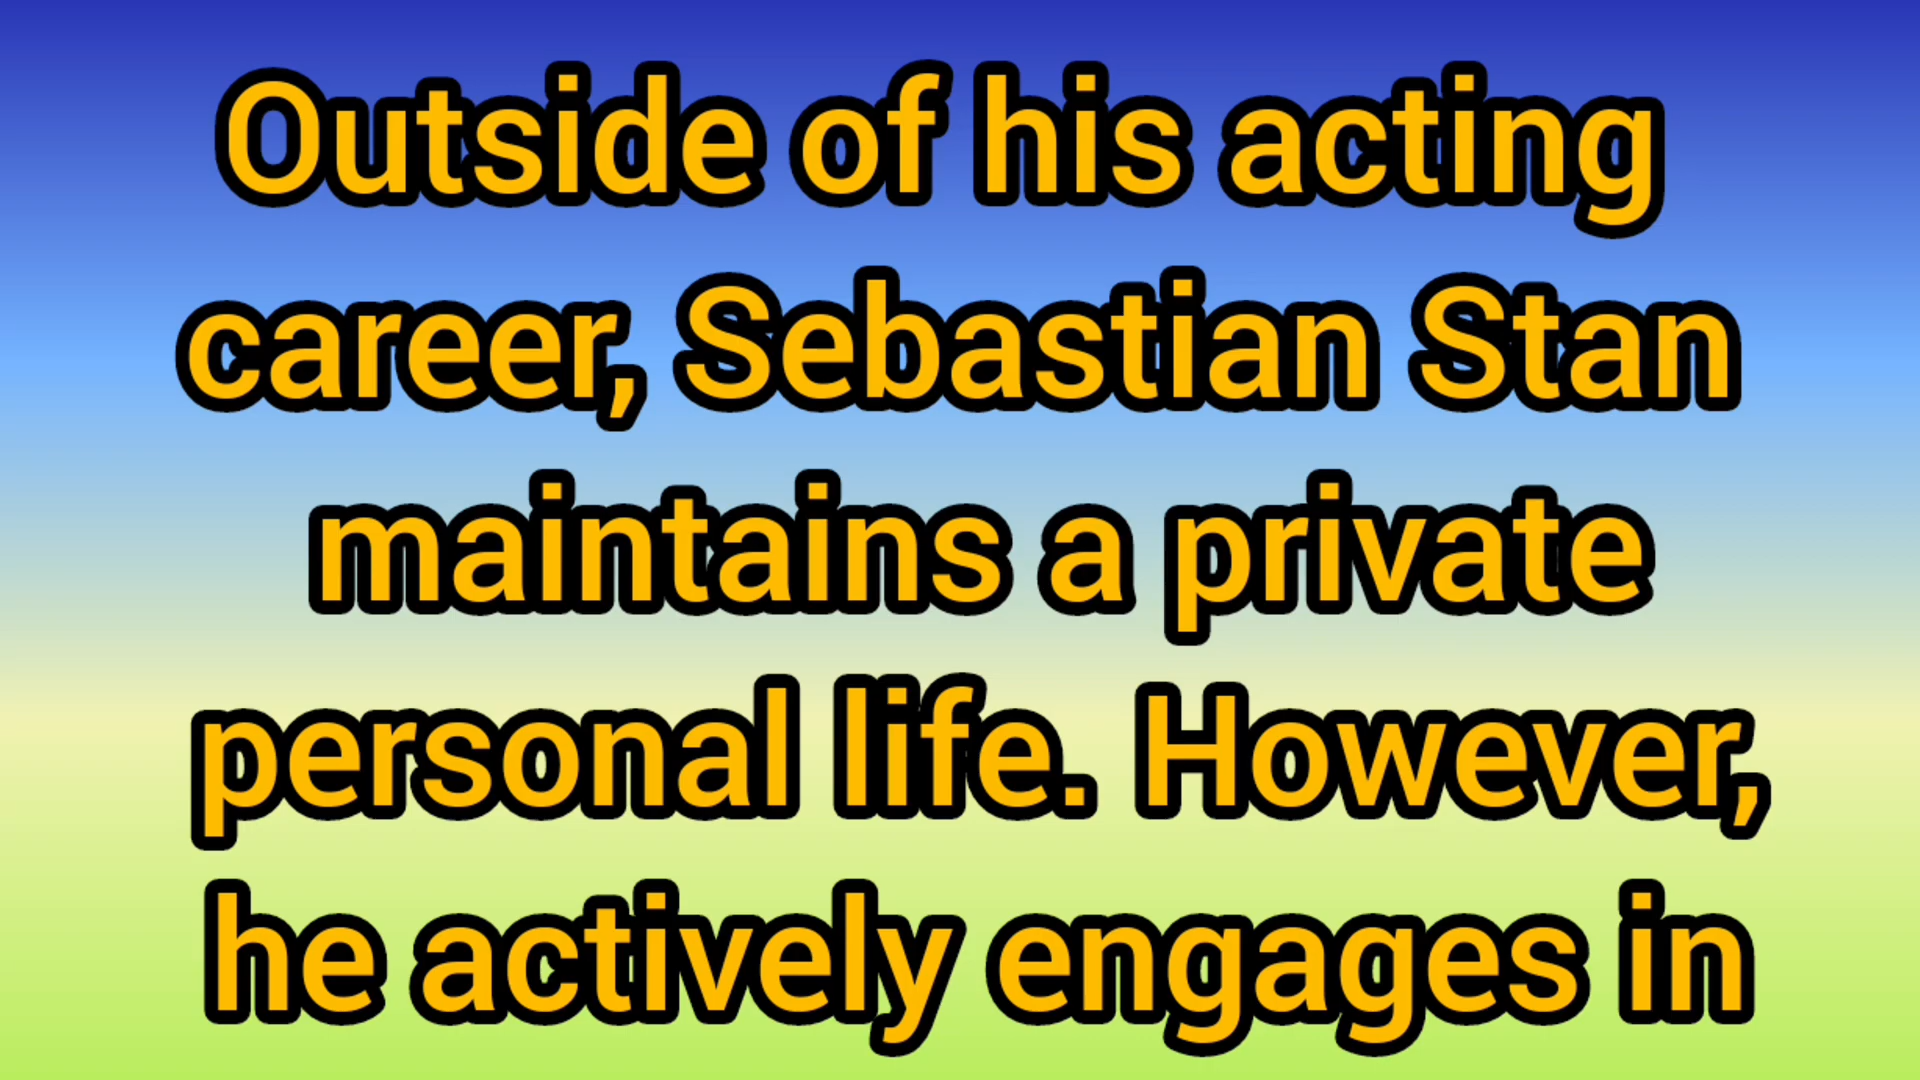 Outside of his acting
career, Sebastian Stan
maintains a private
personal life. However,
he actively engages in